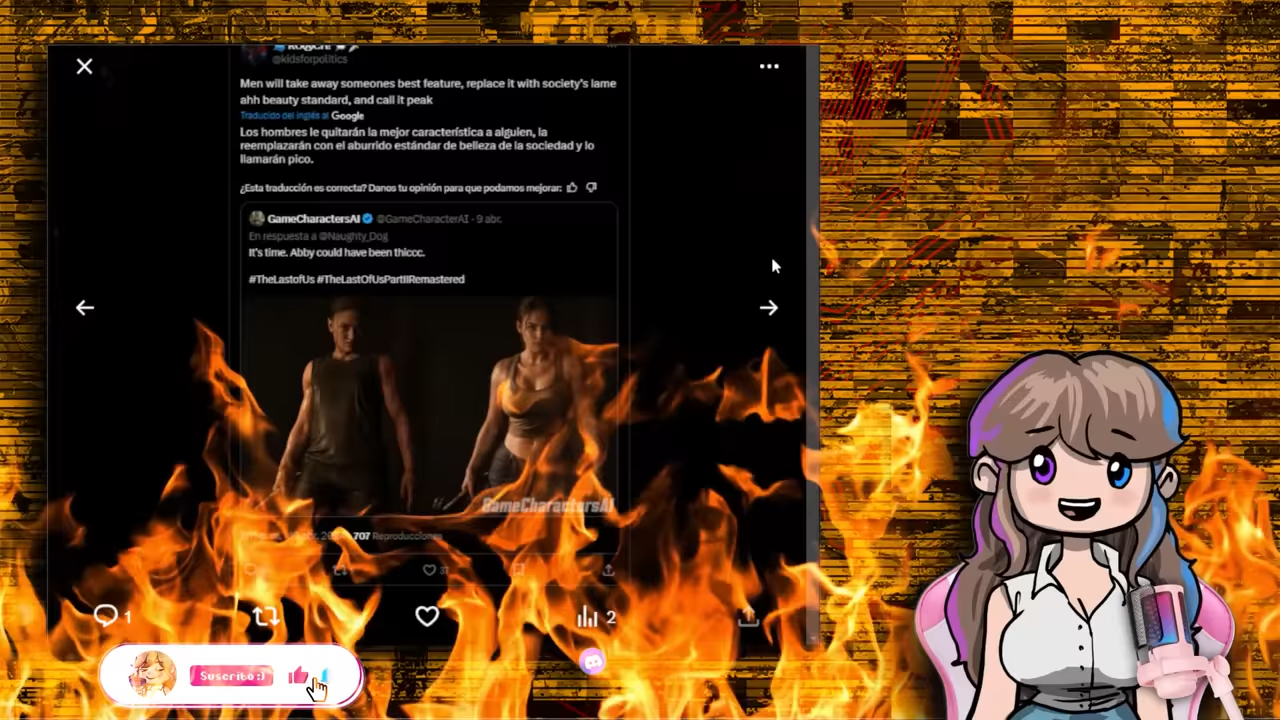 @kidsforpolitics
Men will take away someones best feature, replace it with society's lame
ahh beauty standard, and call it peak
Traducido del inglés al Google
Los hombres le quitarán la mejor característica a alguien, la
reemplazarán con el aburrido estándar de belleza de la sociedad y lo
llamarán pico.
¿Esta traducción es correcta? Danos tu opinión para que podamos mejorar:
GameCharactersAI @GameCharacterAI · 9 abr.
En respuesta a @Naughty_Dog
It's time. Abby could have been thiccc.
#TheLastofUs #TheLastOfUsPartIIRemastered
GameCharactersAI
707 Reproducciones
37
1
2
Suscrito :)